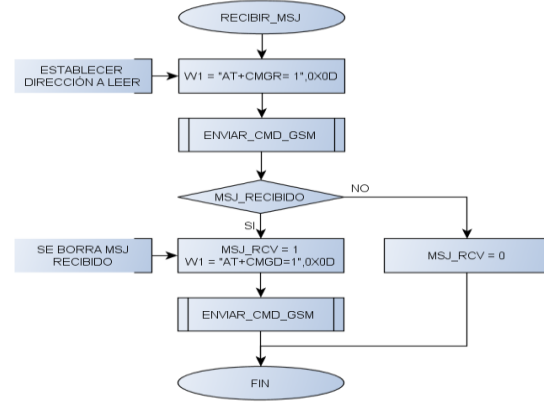 RECIBIR_MSJ
ESTABLECER
DIRECCIÓN A LEER
W1 = "AT+CMGR= 1",0X0D
ENVIAR_CMD_GSM
MSJ_RECIBIDO
NO
SI
SE BORRA MSJ
RECIBIDO
MSJ_RCV = 1
W1 = "AT+CMGD=1",0X0D
MSJ_RCV = 0
ENVIAR_CMD_GSM
FIN